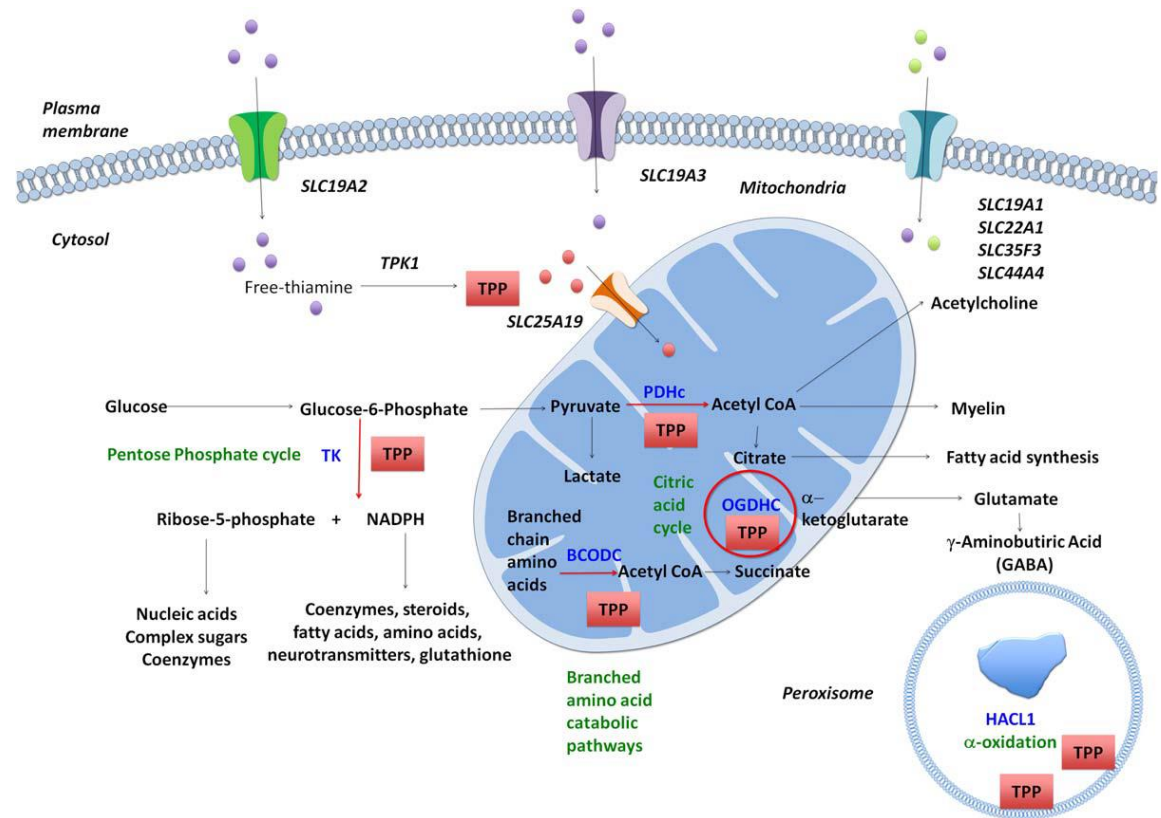 Plasma
membrane
SLC19A2
SLC19A3
Mitochondria
SLC19A1
SLC22A1
SLC35F3
SLC44A4
Cytosol
Free-thiamine
TPK1
TPP
SLC25A19
Acetylcholine
Glucose
Glucose-6-Phosphate
Pyruvate
PDHc
TPP
Acetyl CoA
Myelin
Pentose Phosphate cycle
TK
TPP
Lactate
Citrate
Fatty acid synthesis
Citric
acid
cycle
OGDHC
TPP
α–
ketoglutarate
Glutamate
Ribose-5-phosphate + NADPH
Branched
chain
amino
acids
BCODC
Acetyl CoA
Succinate
TPP
γ-Aminobutiric Acid
(GABA)
Nucleic acids
Complex sugars
Coenzymes
Coenzymes, steroids,
fatty acids, amino acids,
neurotransmitters, glutathione
Branched
amino acid
catabolic
pathways
Peroxisome
HACL1
α-oxidation
TPP
TPP